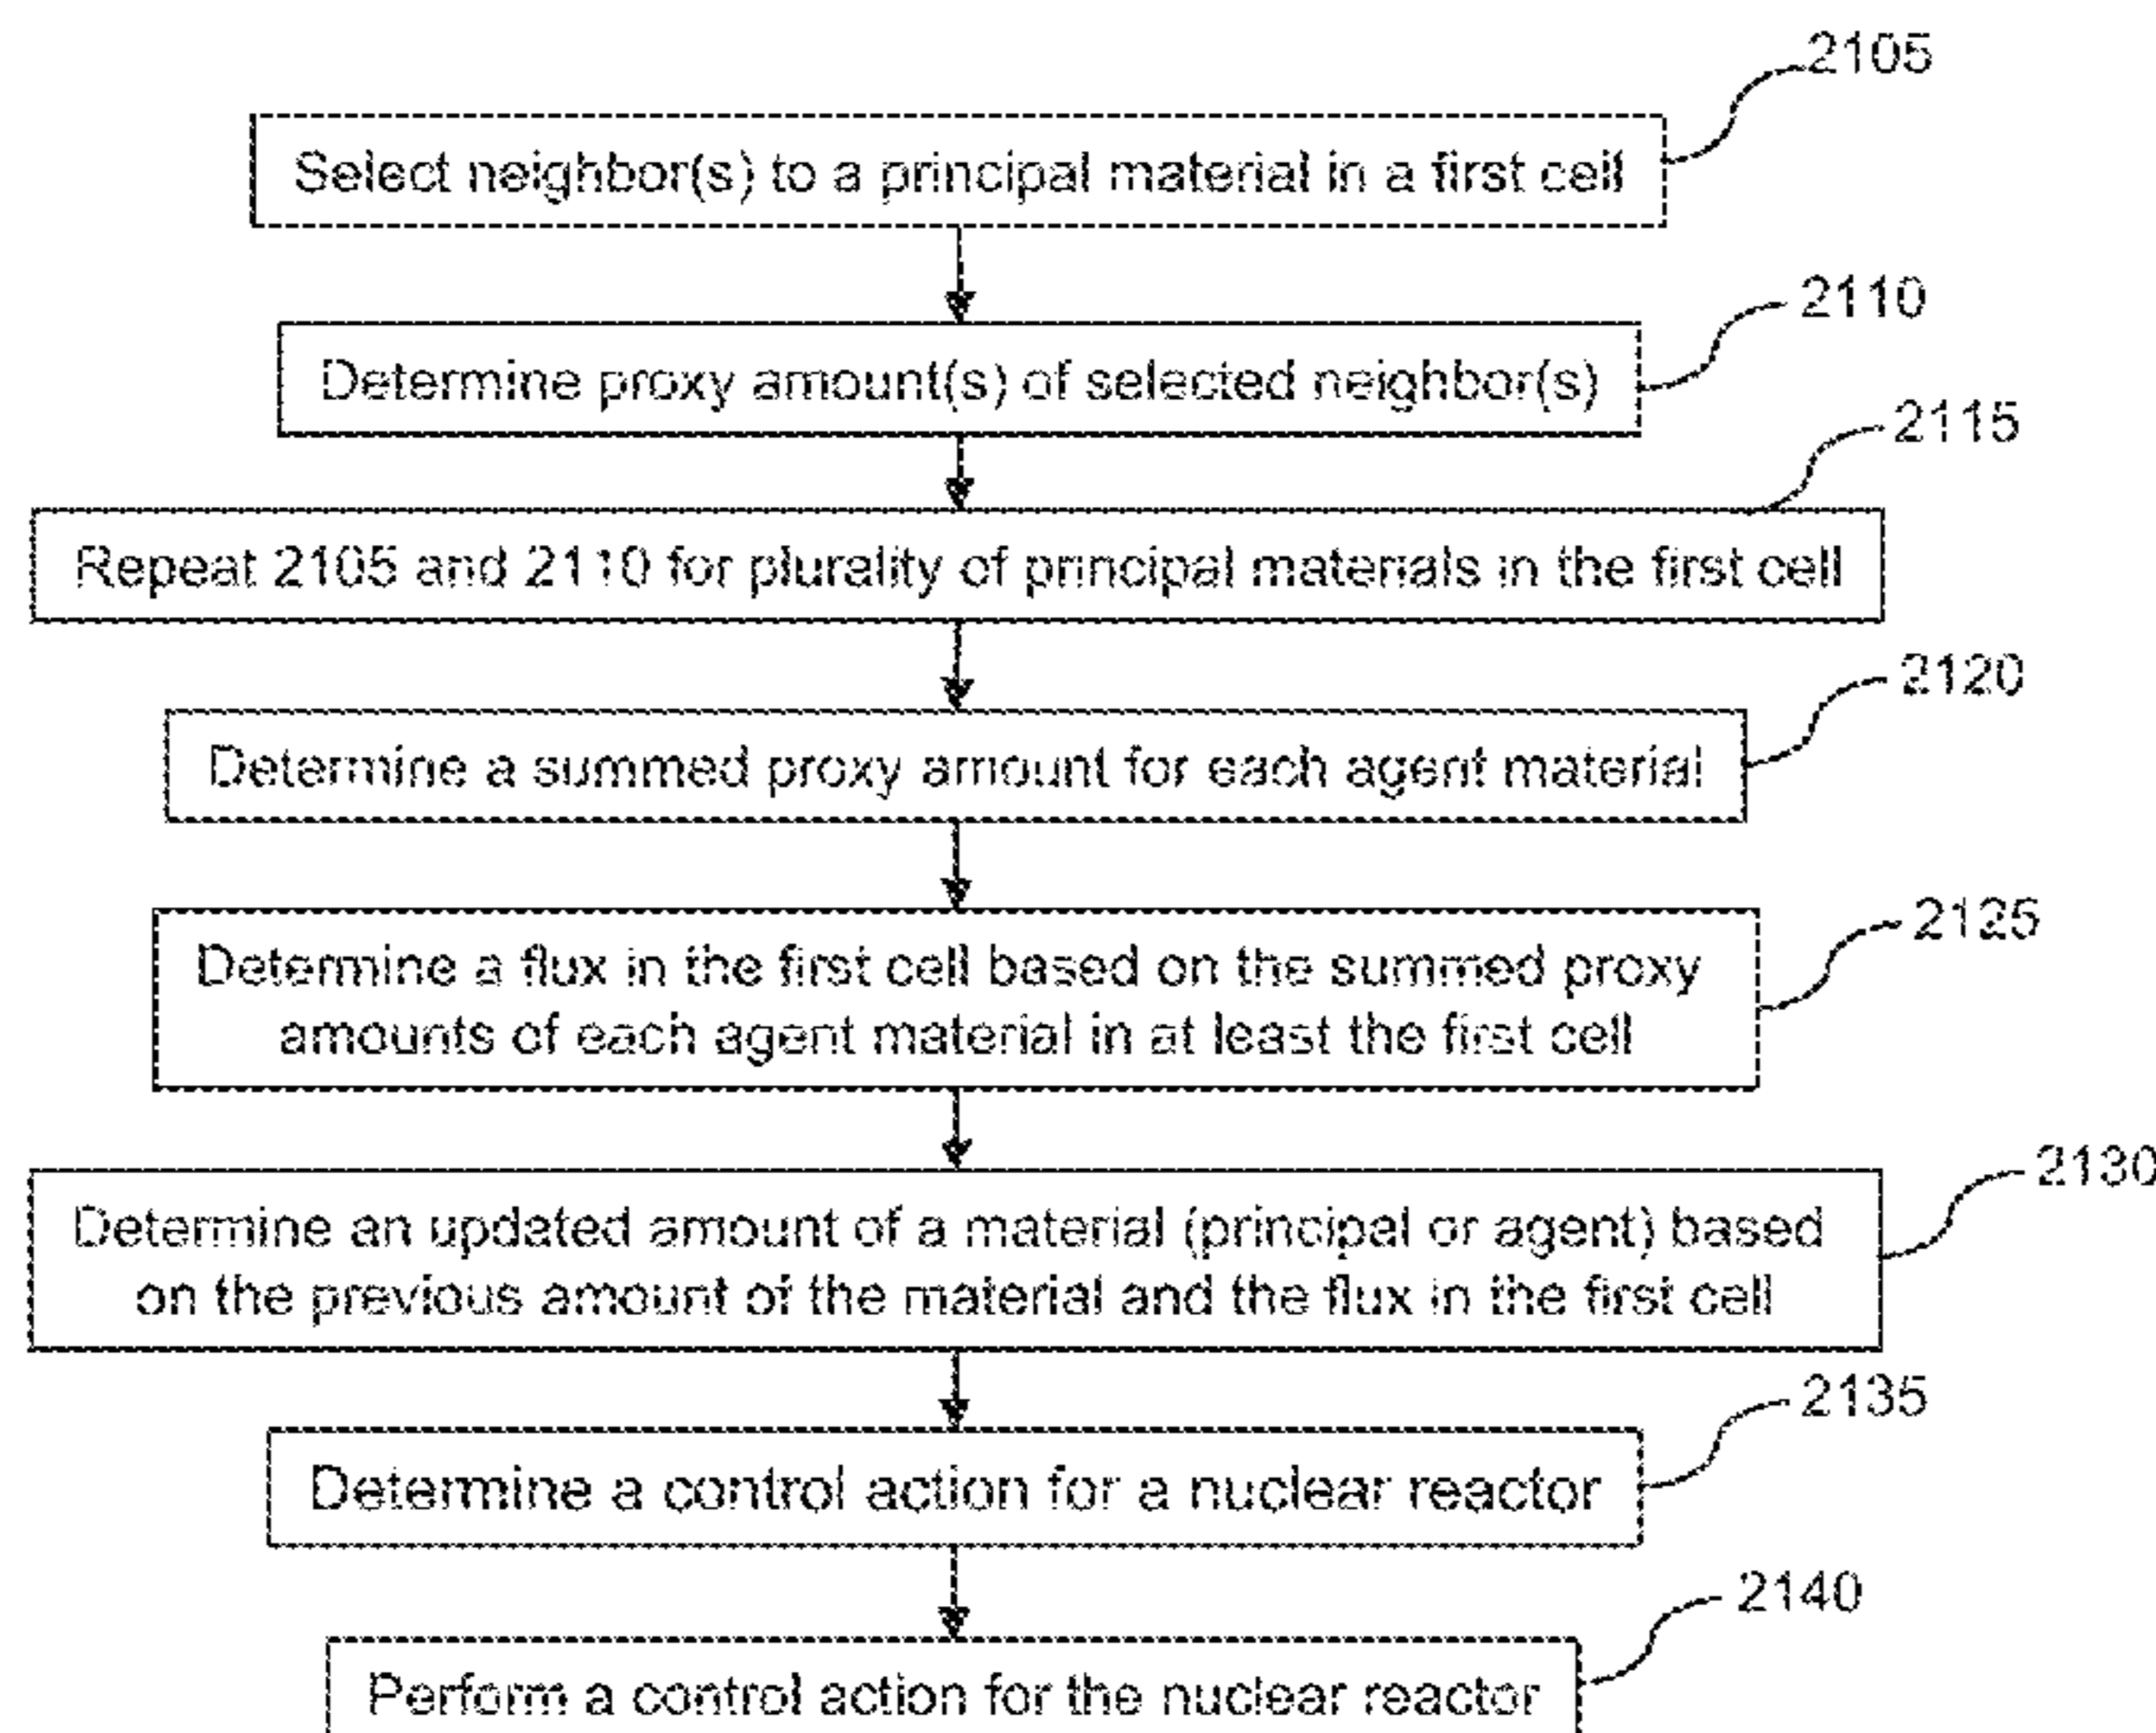 2105
Select neighbor(s) to a principal material in a first cell
2110
Determine proxy amount(s) of selected neighbor(s)
2115
Repeat 2105 and 2110 for plurality of principal materials in the first cell
2120
Determine a summed proxy amount for each agent material
2125
Determine a flux in the first cell based on the summed proxy
amounts of each agent material in at least the first cell
2130
Determine an updated amount of a material (principal or agent) based
on the previous amount of the material and the flux in the first cell
2135
Determine a control action for a nuclear reactor
2140
Perform a control action for the nuclear reactor